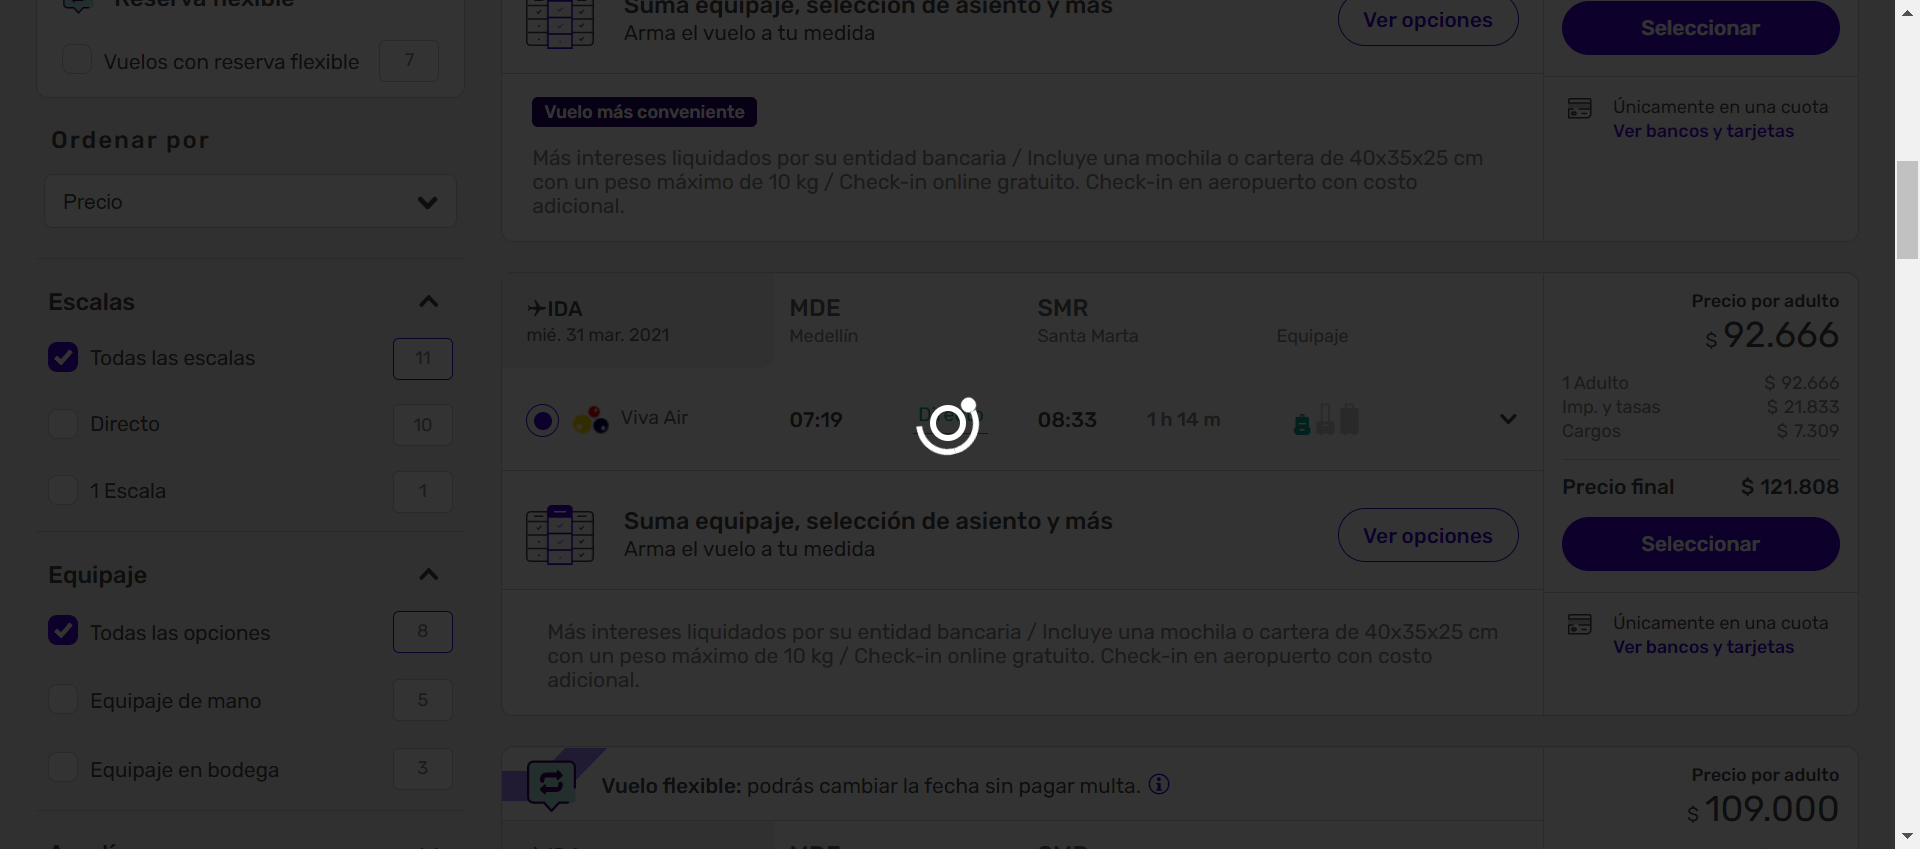 Reserva flexible
Vuelos con reserva flexible 7
Ordenar por
Precio
Escalas
Todas las escalas 11
Directo 10
1 Escala 1
Equipaje
Todas las opciones 8
Equipaje de mano 5
Equipaje en bodega 3
Suma equipaje, selección de asiento y más
Arma el vuelo a tu medida
Ver opciones
Seleccionar
Vuelo más conveniente
Más intereses liquidados por su entidad bancaria / Incluye una mochila o cartera de 40x35x25 cm
con un peso máximo de 10 kg / Check-in online gratuito. Check-in en aeropuerto con costo
adicional.
Únicamente en una cuota
Ver bancos y tarjetas
IDA
mié. 31 mar. 2021
MDE
Medellín
SMR
Santa Marta
Equipaje
Viva Air
07:19
08:33
1 h 14 m
Precio por adulto
$ 92.666
1 Adulto $ 92.666
Imp. y tasas $ 21.833
Cargos $ 7.309
Precio final $ 121.808
Seleccionar
Suma equipaje, selección de asiento y más
Arma el vuelo a tu medida
Ver opciones
Más intereses liquidados por su entidad bancaria / Incluye una mochila o cartera de 40x35x25 cm
con un peso máximo de 10 kg / Check-in online gratuito. Check-in en aeropuerto con costo
adicional.
Únicamente en una cuota
Ver bancos y tarjetas
Vuelo flexible: podrás cambiar la fecha sin pagar multa.
Precio por adulto
$ 109.000